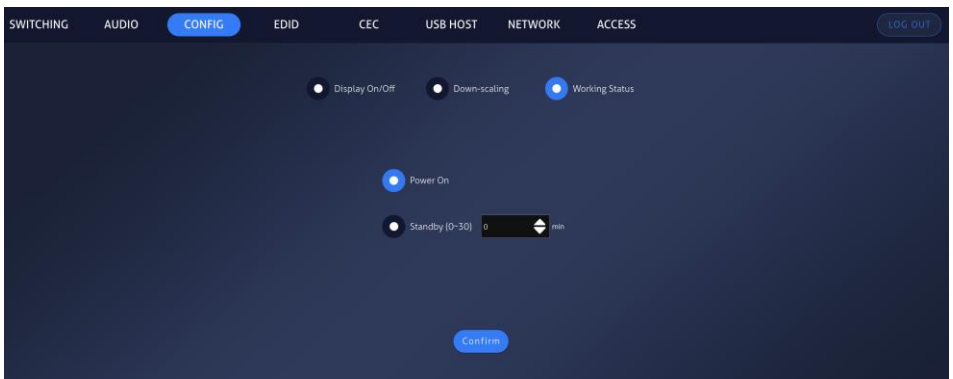 SWITCHING AUDIO CONFIG EDID CEC USB HOST NETWORK ACCESS LOG OUT
Display On/Off Down-scaling Working Status
Power On
Standby (0~30) 0 min
Confirm